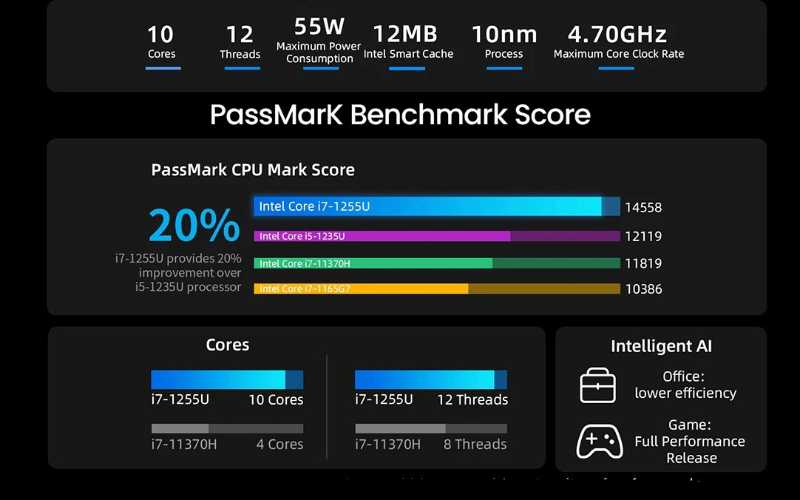 10
Cores
12
Threads
55W
Maximum Power
Consumption
12MB
Intel Smart Cache
10nm
Process
4.70GHz
Maximum Core Clock Rate
PassMarK Benchmark Score
PassMark CPU Mark Score
20%
i7-1255U provides 20%
improvement over
i5-1235U processor
Intel Core i7-1255U 14558
Intel Core i5-1235U 12119
Intel Core i7-11370H 11819
Intel Core i7-1165G7 10386
Cores
i7-1255U 10 Cores
i7-11370H 4 Cores
i7-1255U 12 Threads
i7-11370H 8 Threads
Intelligent AI
Office:
lower efficiency
Game:
Full Performance
Release